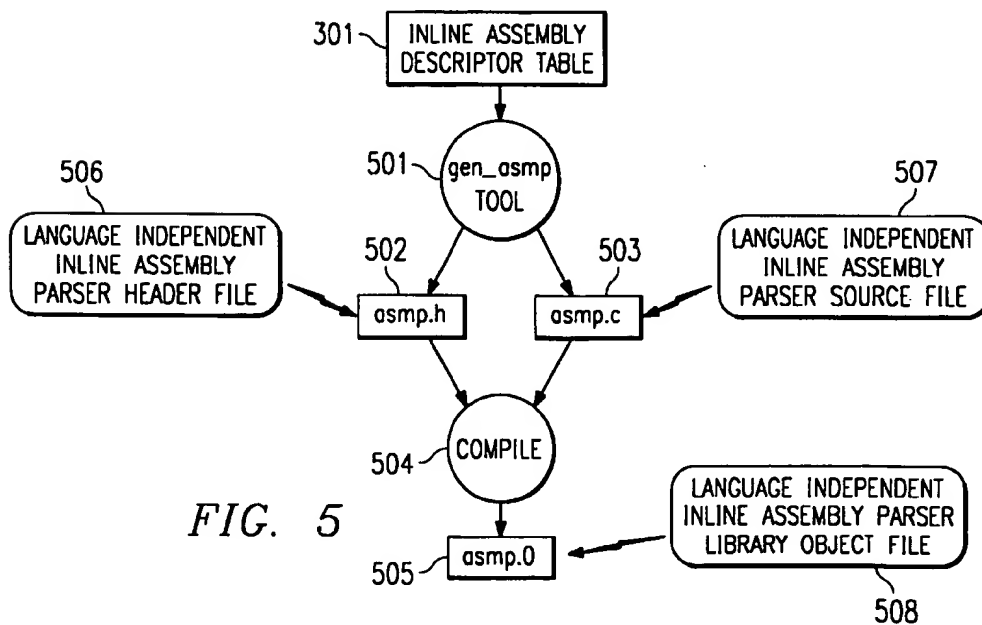 301
INLINE ASSEMBLY
DESCRIPTOR TABLE
501
gen_asmp
TOOL
506
LANGUAGE INDEPENDENT
INLINE ASSEMBLY
PARSER HEADER FILE
502
asmp.h
503
asmp.c
507
LANGUAGE INDEPENDENT
INLINE ASSEMBLY
PARSER SOURCE FILE
504
COMPILE
FIG. 5
505
asmp.0
LANGUAGE INDEPENDENT
INLINE ASSEMBLY PARSER
LIBRARY OBJECT FILE
508